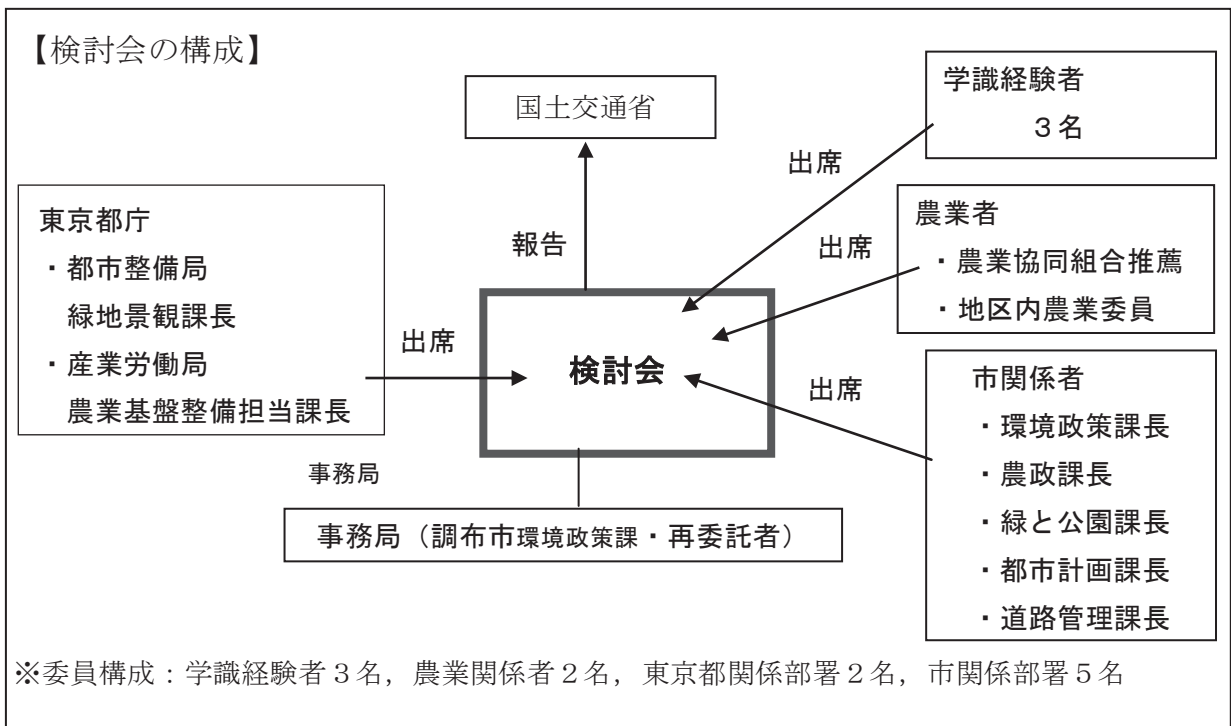 【検討会の構成】
国土交通省
学識経験者
３名
出席
東京都庁
・都市整備局
緑地景観課長
・産業労働局
農業基盤整備担当課長
報告
出席
農業者
・農業協同組合推薦
・地区内農業委員
出席
検討会
出席
市関係者
・環境政策課長
・農政課長
・緑と公園課長
・都市計画課長
・道路管理課長
事務局
事務局（調布市環境政策課・再委託者）
※委員構成：学識経験者３名，農業関係者２名，東京都関係部署２名，市関係部署５名